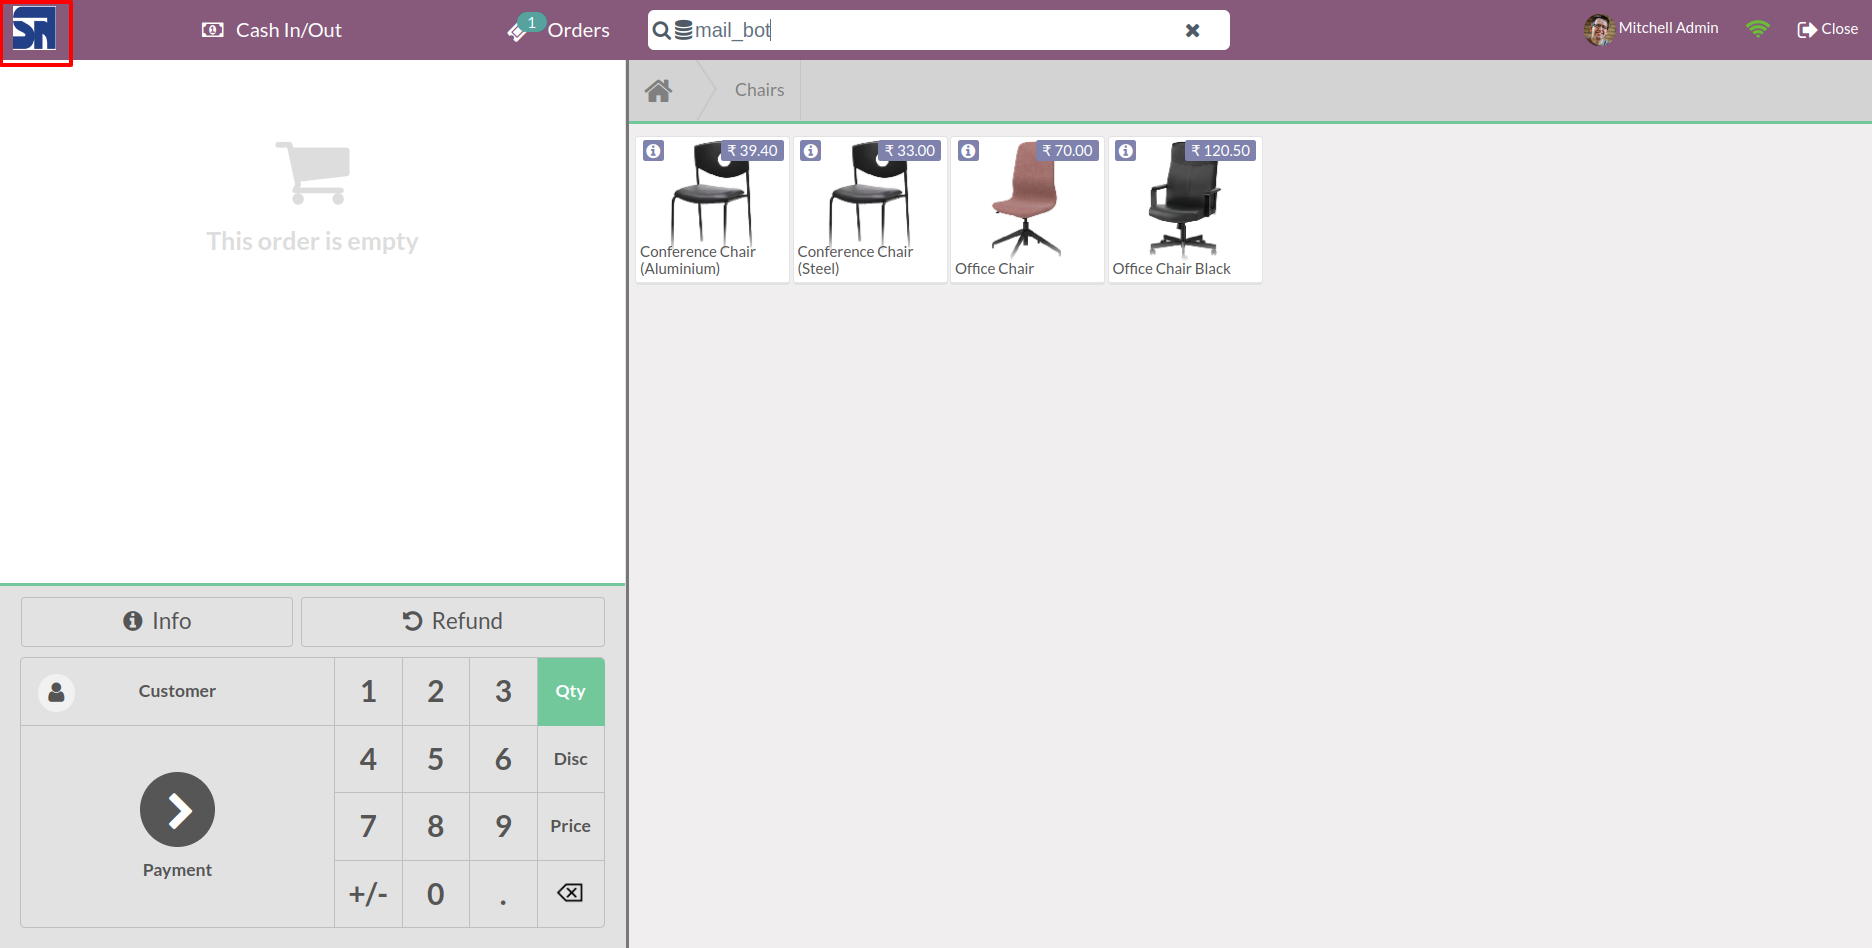 Cash In/Out
1
Orders
mail_bot
Mitchell Admin
Close
This order is empty
Chairs
₹ 39.40
Conference Chair
(Aluminium)
₹ 33.00
Conference Chair
(Steel)
₹ 70.00
Office Chair
₹ 120.50
Office Chair Black
Info
Refund
Customer
1 2 3 Qty
4 5 6 Disc
7 8 9 Price
Payment
+/- 0 .